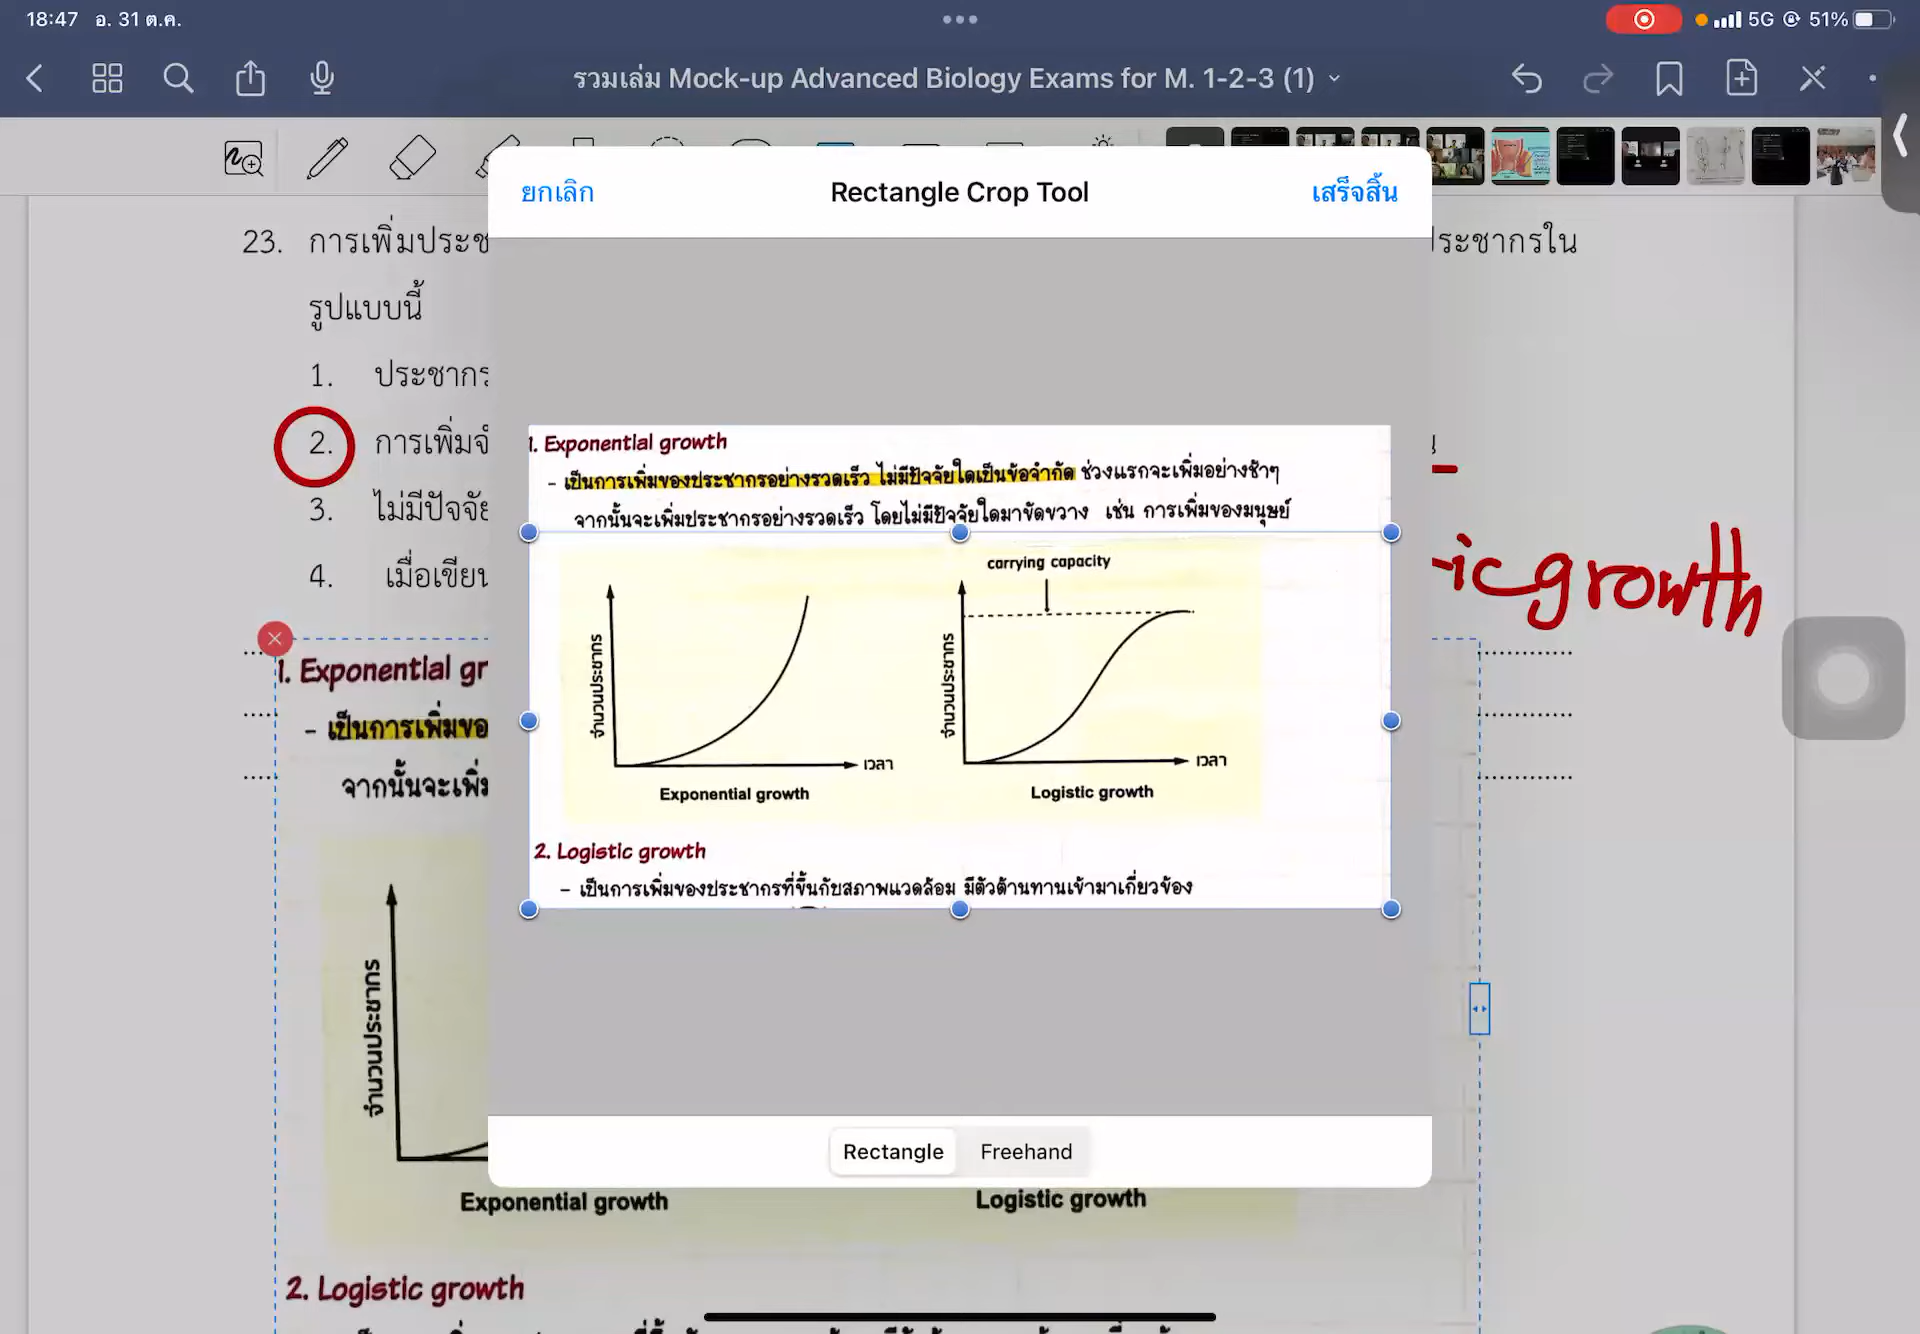 18:47 อ. 31 ต.ค.
5G 51%
รวมเล่ม Mock-up Advanced Biology Exams for M. 1-2-3 (1)
ยกเลิก Rectangle Crop Tool เสร็จสิ้น
23. การเพิ่มประช ประชากรใน
รูปแบบนี้
1. ประชากร
2. การเพิ่มจำ
3. ไม่มีปัจจัย
4. เมื่อเขียน
ic growth
1. Exponential growth
- เป็นการเพิ่มของประชากรอย่างรวดเร็ว ไม่มีปัจจัยใดเป็นข้อจำกัด ช่วงแรกจะเพิ่มอย่างช้าๆ
จากนั้นจะเพิ่มประชากรอย่างรวดเร็ว โดยไม่มีปัจจัยใดมาขัดขวาง เช่น การเพิ่มของมนุษย์
carrying capacity
จำนวนประชากร
จำนวนประชากร
เวลา
เวลา
Exponential growth
Logistic growth
2. Logistic growth
- เป็นการเพิ่มของประชากรที่ขึ้นกับสภาพแวดล้อม มีตัวต้านทานเข้ามาเกี่ยวข้อง
Rectangle Freehand
1. Exponential gr
- เป็นการเพิ่มขอ
จากนั้นจะเพิ่ม
จำนวนประชากร
Exponential growth
Logistic growth
2. Logistic growth